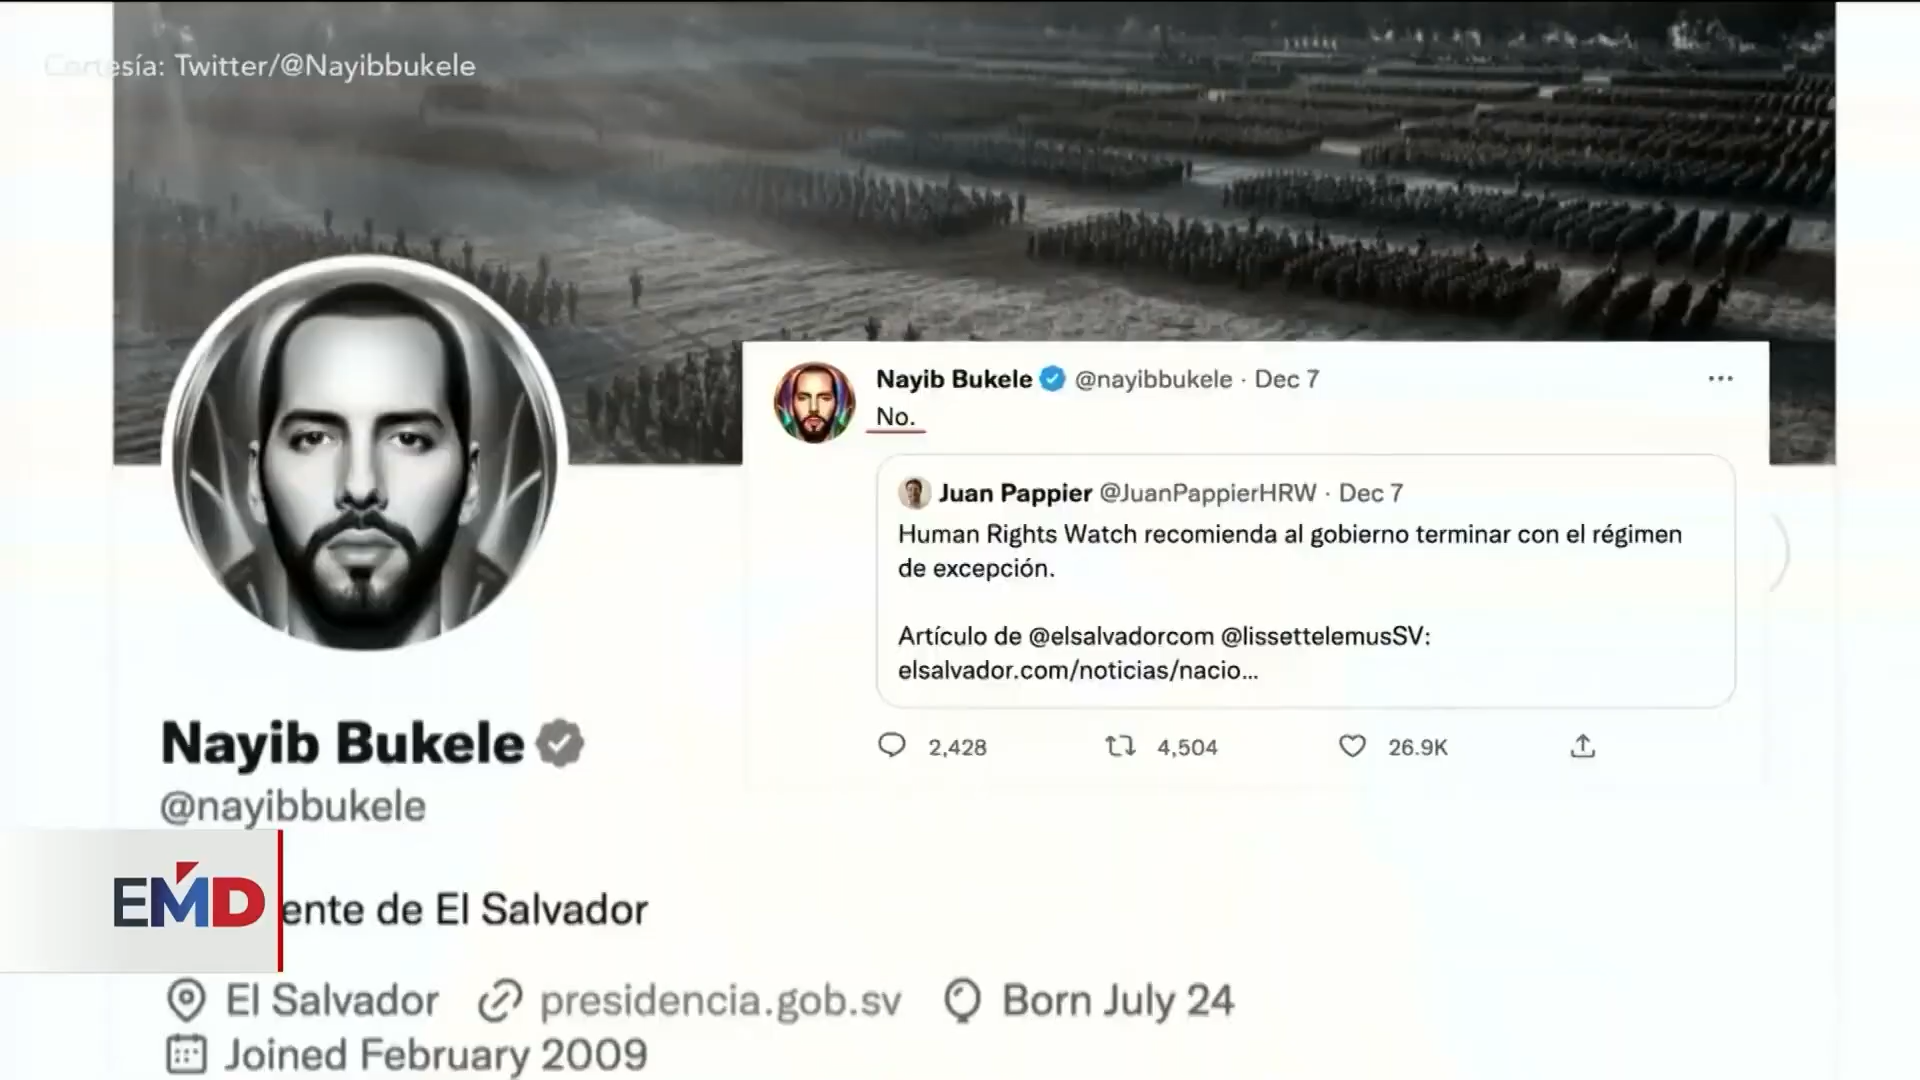 Cortesía: Twitter/@Nayibbukele
Nayib Bukele @nayibbukele · Dec 7
No.
Juan Pappier @JuanPappierHRW · Dec 7
Human Rights Watch recomienda al gobierno terminar con el régimen
de excepción.
Artículo de @elsalvadorcom @lissettelemusSV:
elsalvador.com/noticias/nacio...
2,428 4,504 26.9K
Nayib Bukele
@nayibbukele
EMD
ente de El Salvador
El Salvador presidencia.gob.sv Born July 24
Joined February 2009